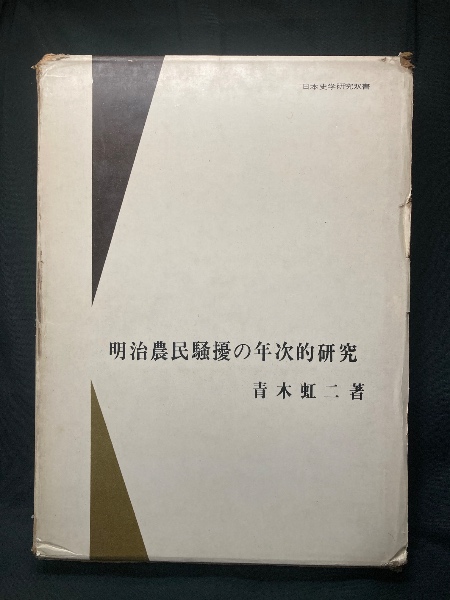 日本史学研究双書
明治農民騒擾の年次的研究
青木虹二著